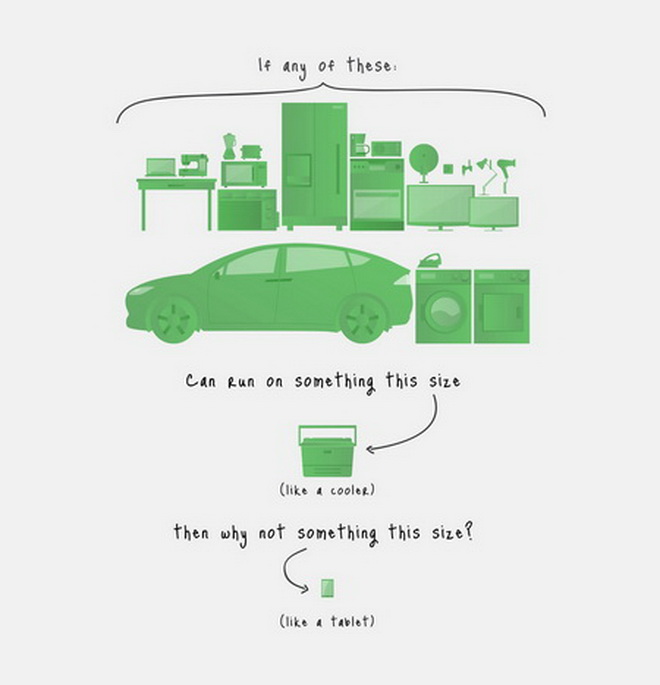 If any of these:
Can run on something this size
(like a cooler)
then why not something this size?
(like a tablet)